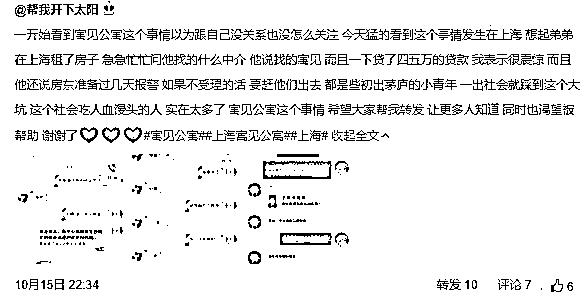 @帮我开下太阳
一开始看到寓见公寓这个事情以为跟自己没关系也没怎么关注 今天猛的看到这个事情发生在上海 想起弟弟
在上海租了房子 急急忙忙问他找的什么中介 他说找的寓见 而且一下贷了四五万的贷款 我表示很震惊 而且
他还说房东准备过几天报警 如果不受理的话 要赶他们出去 都是些初出茅庐的小青年 一出社会就踩到这个大
坑 这个社会吃人血馒头的人 实在太多了 寓见公寓这个事情 希望大家帮我转发 让更多人知道 同时也渴望被
帮助 谢谢了♡♡♡#寓见公寓##上海寓见公寓##上海# 收起全文^
10月15日 22:34
转发 10 评论 7 6